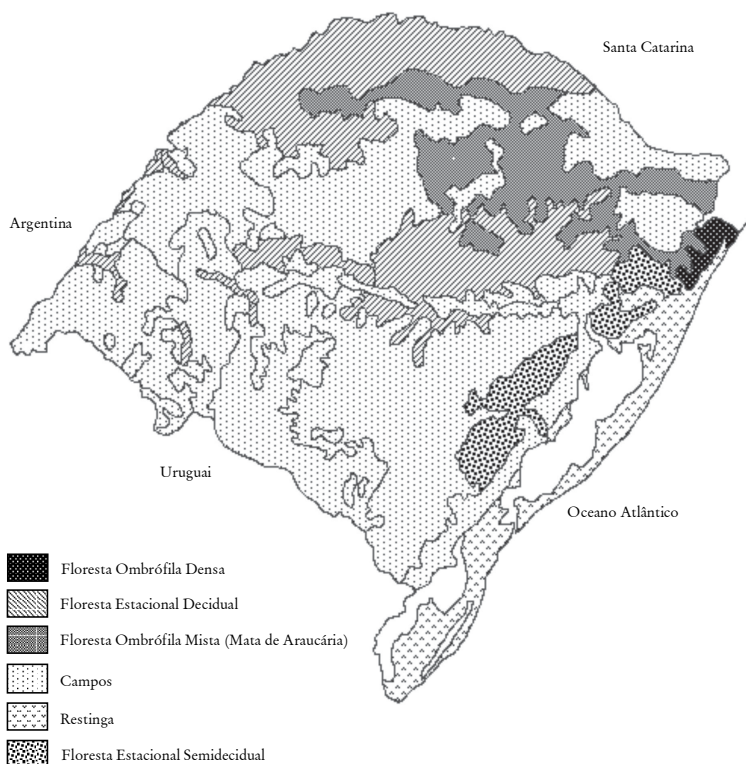 Santa Catarina
Argentina
Uruguai
Oceano Atlântico
Floresta Ombrófila Densa
Floresta Estacional Decidual
Floresta Ombrófila Mista (Mata de Araucária)
Campos
Restinga
Floresta Estacional Semidecidual